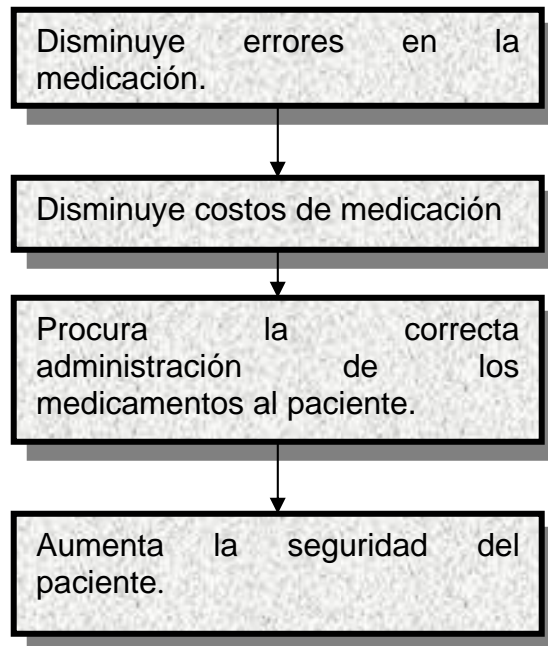 Disminuye errores en la
medicación.
Disminuye costos de medicación
Procura la correcta
administración de los
medicamentos al paciente.
Aumenta la seguridad del
paciente.